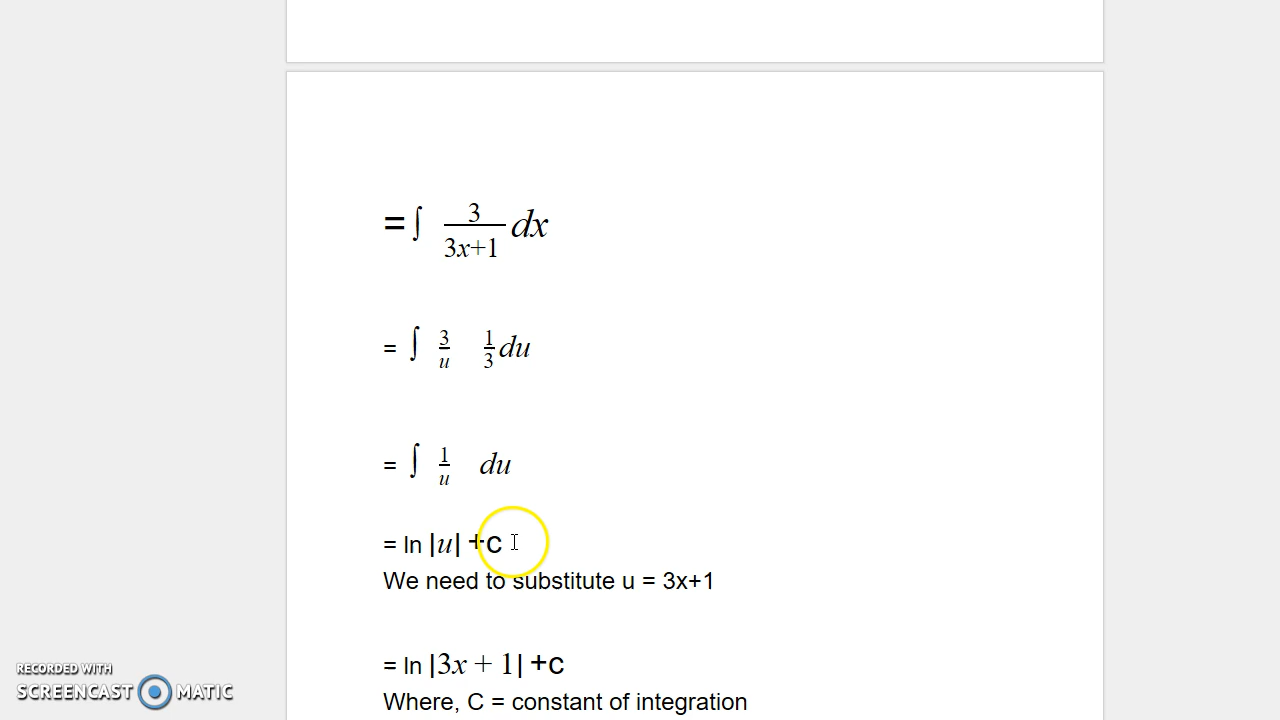 =∫ 3/(3x+1) dx
= ∫ 3/u 1/3 du
= ∫ 1/u du
= ln |u| +c
We need to substitute u = 3x+1
= ln |3x + 1| +c
Where, C = constant of integration
RECORDED WITH
SCREENCAST MATIC